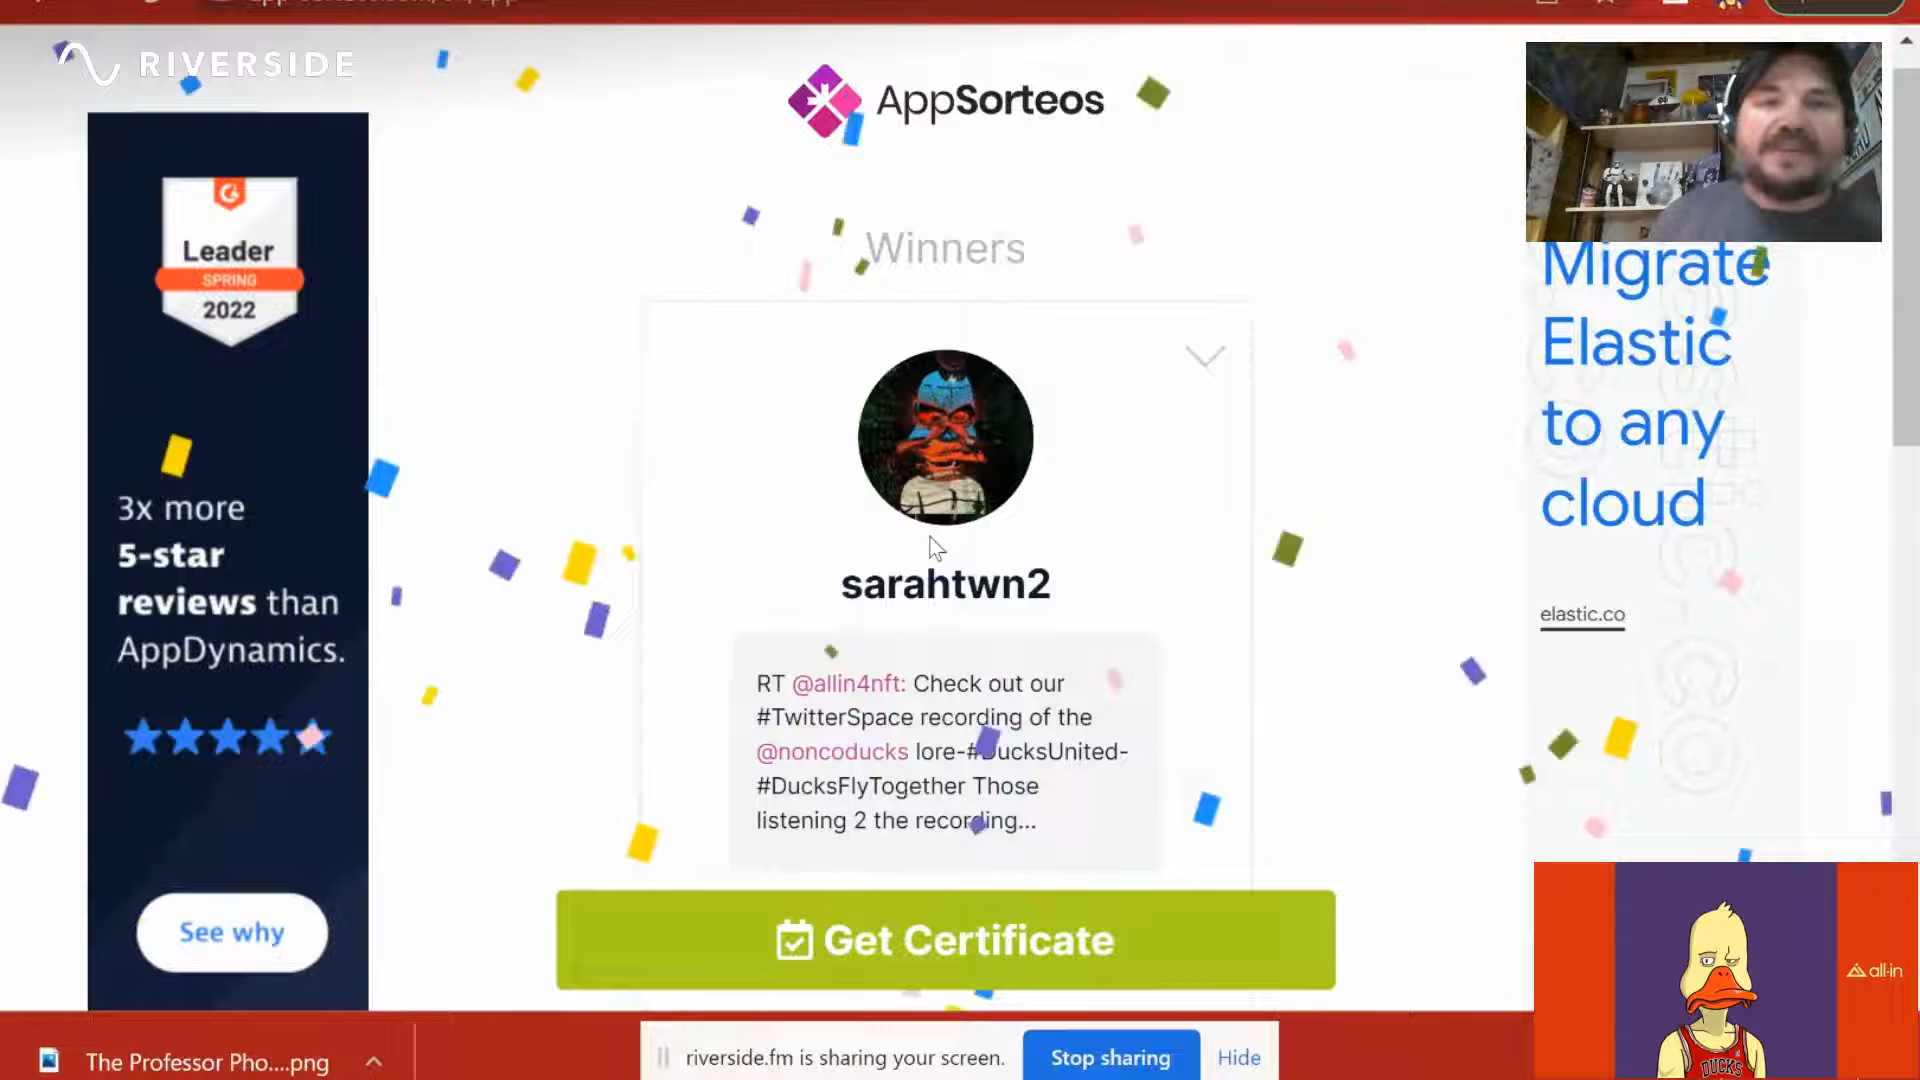 RIVERSIDE
AppSorteos
Leader
SPRING
2022
3x more
5-star
reviews than
AppDynamics.
See why
Winners
sarahtwn2
RT @allin4nft: Check out our
#TwitterSpace recording of the
@noncoducks lore-#DucksUnited-
#DucksFlyTogether Those
listening 2 the recording...
Get Certificate
Migrate
Elastic
to any
cloud
elastic.co
all-in
DUCKS
The Professor Pho....png
riverside.fm is sharing your screen.
Stop sharing
Hide